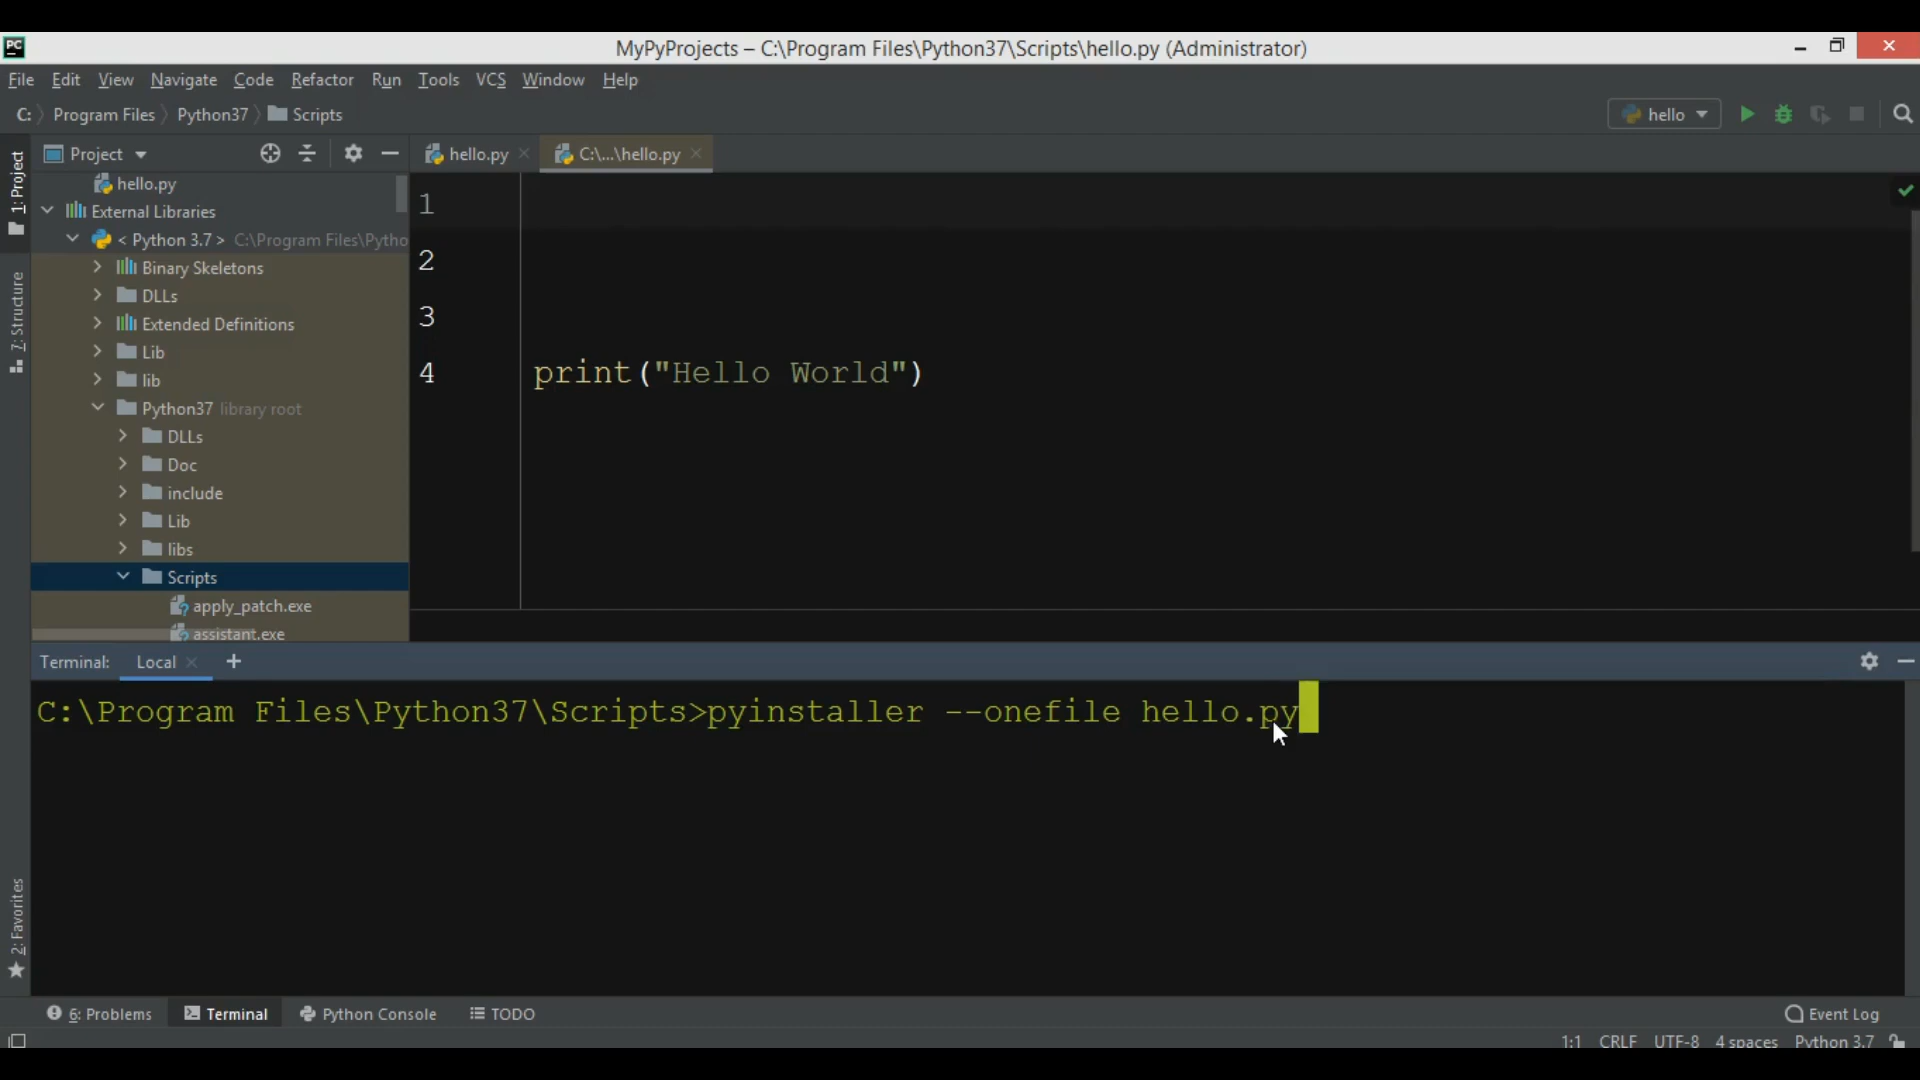 PC
MyPyProjects – C:\Program Files\Python37\Scripts\hello.py (Administrator)
File Edit View Navigate Code Refactor Run Tools VCS Window Help
C: Program Files Python37 Scripts
hello
1: Project
Project
hello.py
C:\...\hello.py
hello.py
External Libraries
< Python 3.7 > C:\Program Files\Pytho
Binary Skeletons
DLLs
Extended Definitions
Lib
lib
Python37 library root
DLLs
Doc
include
Lib
libs
Scripts
apply_patch.exe
assistant.exe
7: Structure
1
2
3
4 print("Hello World")
Terminal: Local +
C:\Program Files\Python37\Scripts>pyinstaller --onefile hello.py
2: Favorites
6: Problems Terminal Python Console TODO Event Log
1:1 CRLF UTF-8 4 spaces Python 3.7